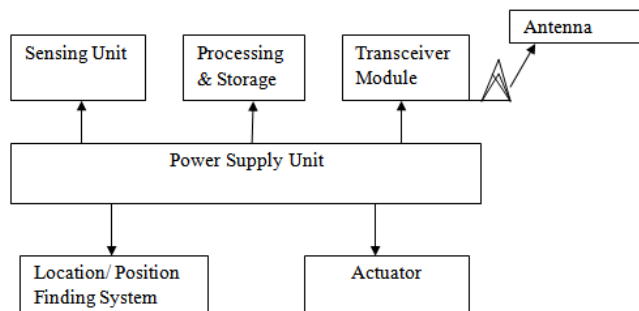 Antenna
Sensing Unit
Processing
& Storage
Transceiver
Module
Power Supply Unit
Location/ Position
Finding System
Actuator